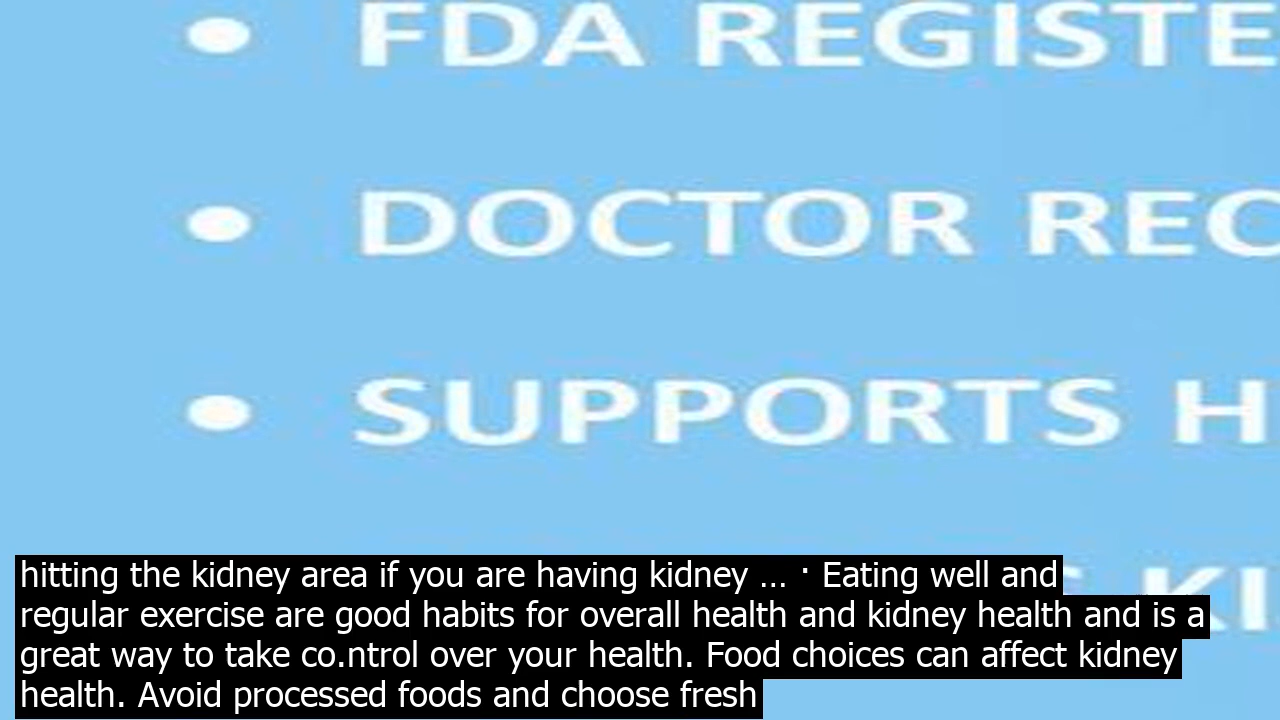 • FDA
• DOCTOR
• SUPPORTS
hitting the kidney area if you are having kidney ... · Eating well and
regular exercise are good habits for overall health and kidney health and is a
great way to take co.ntrol over your health. Food choices can affect kidney
health. Avoid processed foods and choose fresh